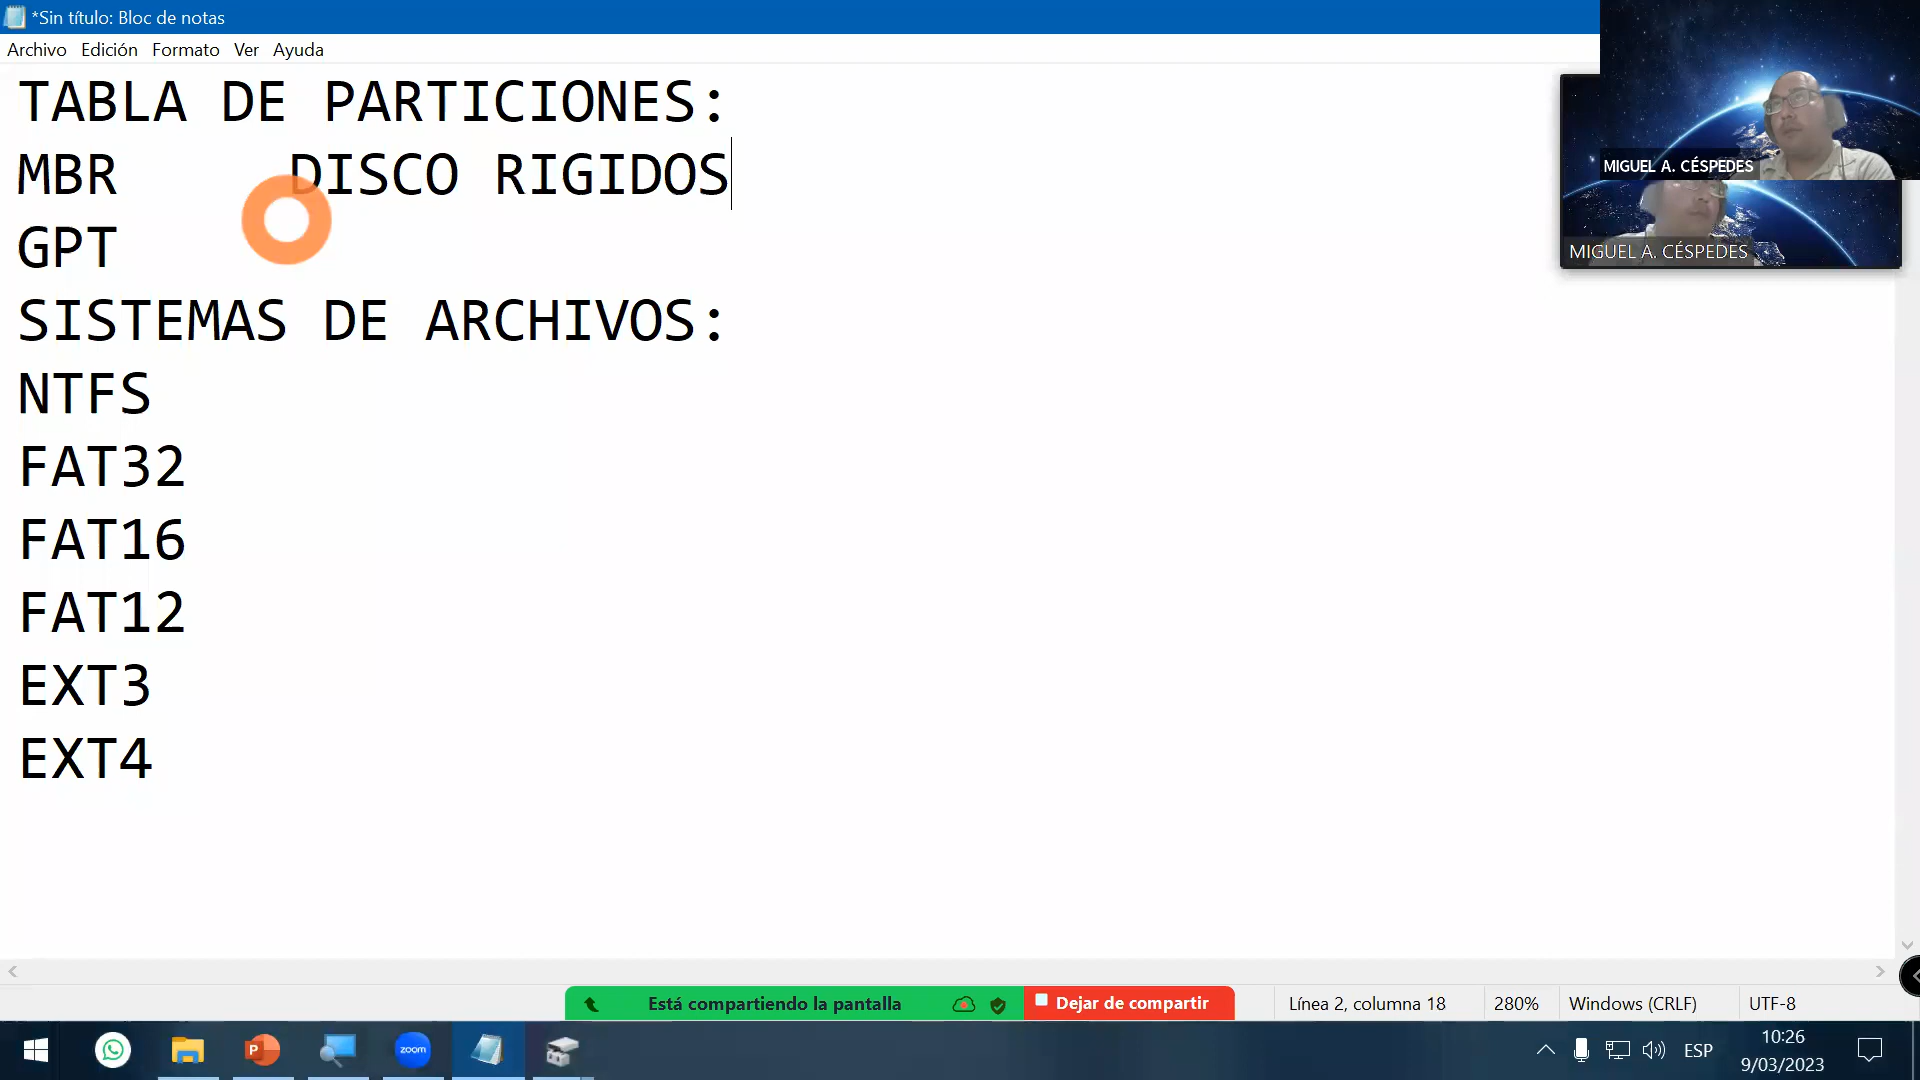 *Sin título: Bloc de notas
Archivo Edición Formato Ver Ayuda
TABLA DE PARTICIONES:
MBR DISCO RIGIDOS
GPT
SISTEMAS DE ARCHIVOS:
NTFS
FAT32
FAT16
FAT12
EXT3
EXT4
MIGUEL A. CÉSPEDES
MIGUEL A. CÉSPEDES
Está compartiendo la pantalla Dejar de compartir
Línea 2, columna 18 280% Windows (CRLF) UTF-8
P zoom ESP 10:26
9/03/2023